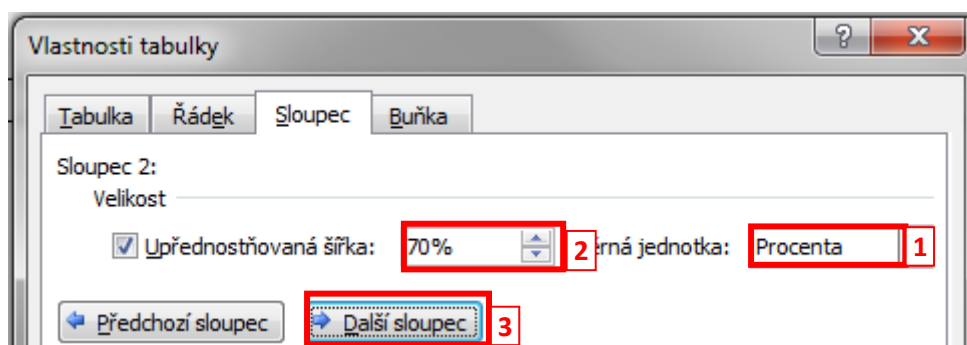 Vlastnosti tabulky
Tabulka Řádek Sloupec Buňka
Sloupec 2:
Velikost
Upřednostňovaná šířka: 70% 2 ěrná jednotka: Procenta 1
Předchozí sloupec Další sloupec 3